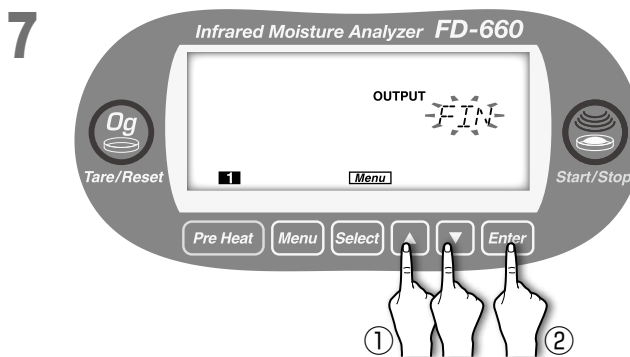 7
Infrared Moisture Analyzer FD-660
OUTPUT
FIN
0g
Tare/Reset
Start/Stop
1
Menu
Pre Heat
Menu
Select
▲
▼
Enter
①
②